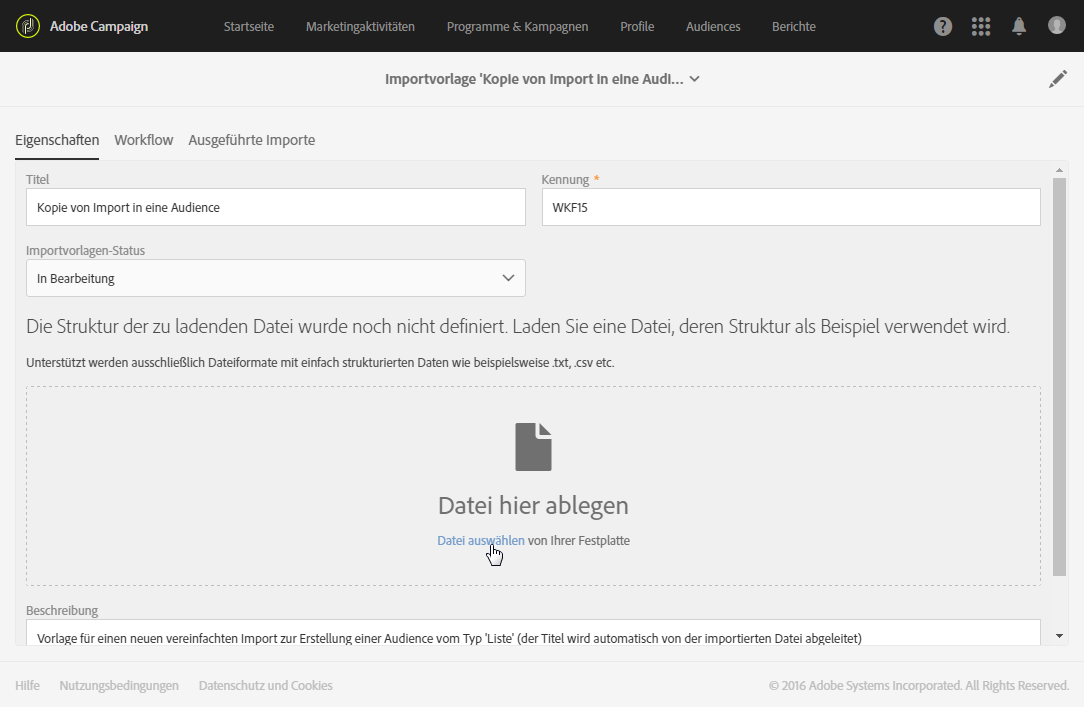 Adobe Campaign Startseite Marketingaktivitäten Programme & Kampagnen Profile Audiences Berichte ?
Importvorlage 'Kopie von Import in eine Audi...
Eigenschaften Workflow Ausgeführte Importe
Titel Kennung *
Kopie von Import in eine Audience WKF15
Importvorlagen-Status
In Bearbeitung
Die Struktur der zu ladenden Datei wurde noch nicht definiert. Laden Sie eine Datei, deren Struktur als Beispiel verwendet wird.
Unterstützt werden ausschließlich Dateiformate mit einfach strukturierten Daten wie beispielsweise .txt, .csv etc.
Datei hier ablegen
Datei auswählen von Ihrer Festplatte
Beschreibung
Vorlage für einen neuen vereinfachten Import zur Erstellung einer Audience vom Typ 'Liste' (der Titel wird automatisch von der importierten Datei abgeleitet)
Hilfe Nutzungsbedingungen Datenschutz und Cookies © 2016 Adobe Systems Incorporated. All Rights Reserved.